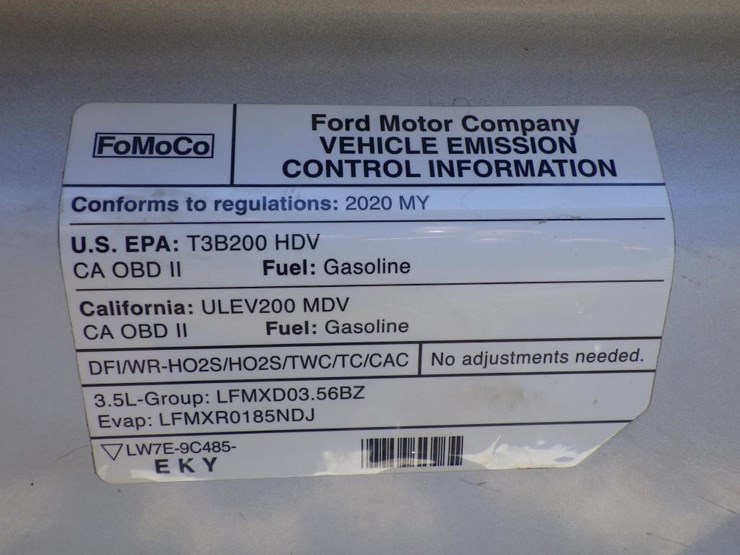 FoMoCo
Ford Motor Company
VEHICLE EMISSION
CONTROL INFORMATION
Conforms to regulations: 2020 MY
U.S. EPA: T3B200 HDV
CA OBD II Fuel: Gasoline
California: ULEV200 MDV
CA OBD II Fuel: Gasoline
DFI/WR-HO2S/HO2S/TWC/TC/CAC No adjustments needed.
3.5L-Group: LFMXD03.56BZ
Evap: LFMXR0185NDJ
LW7E-9C485-
EKY